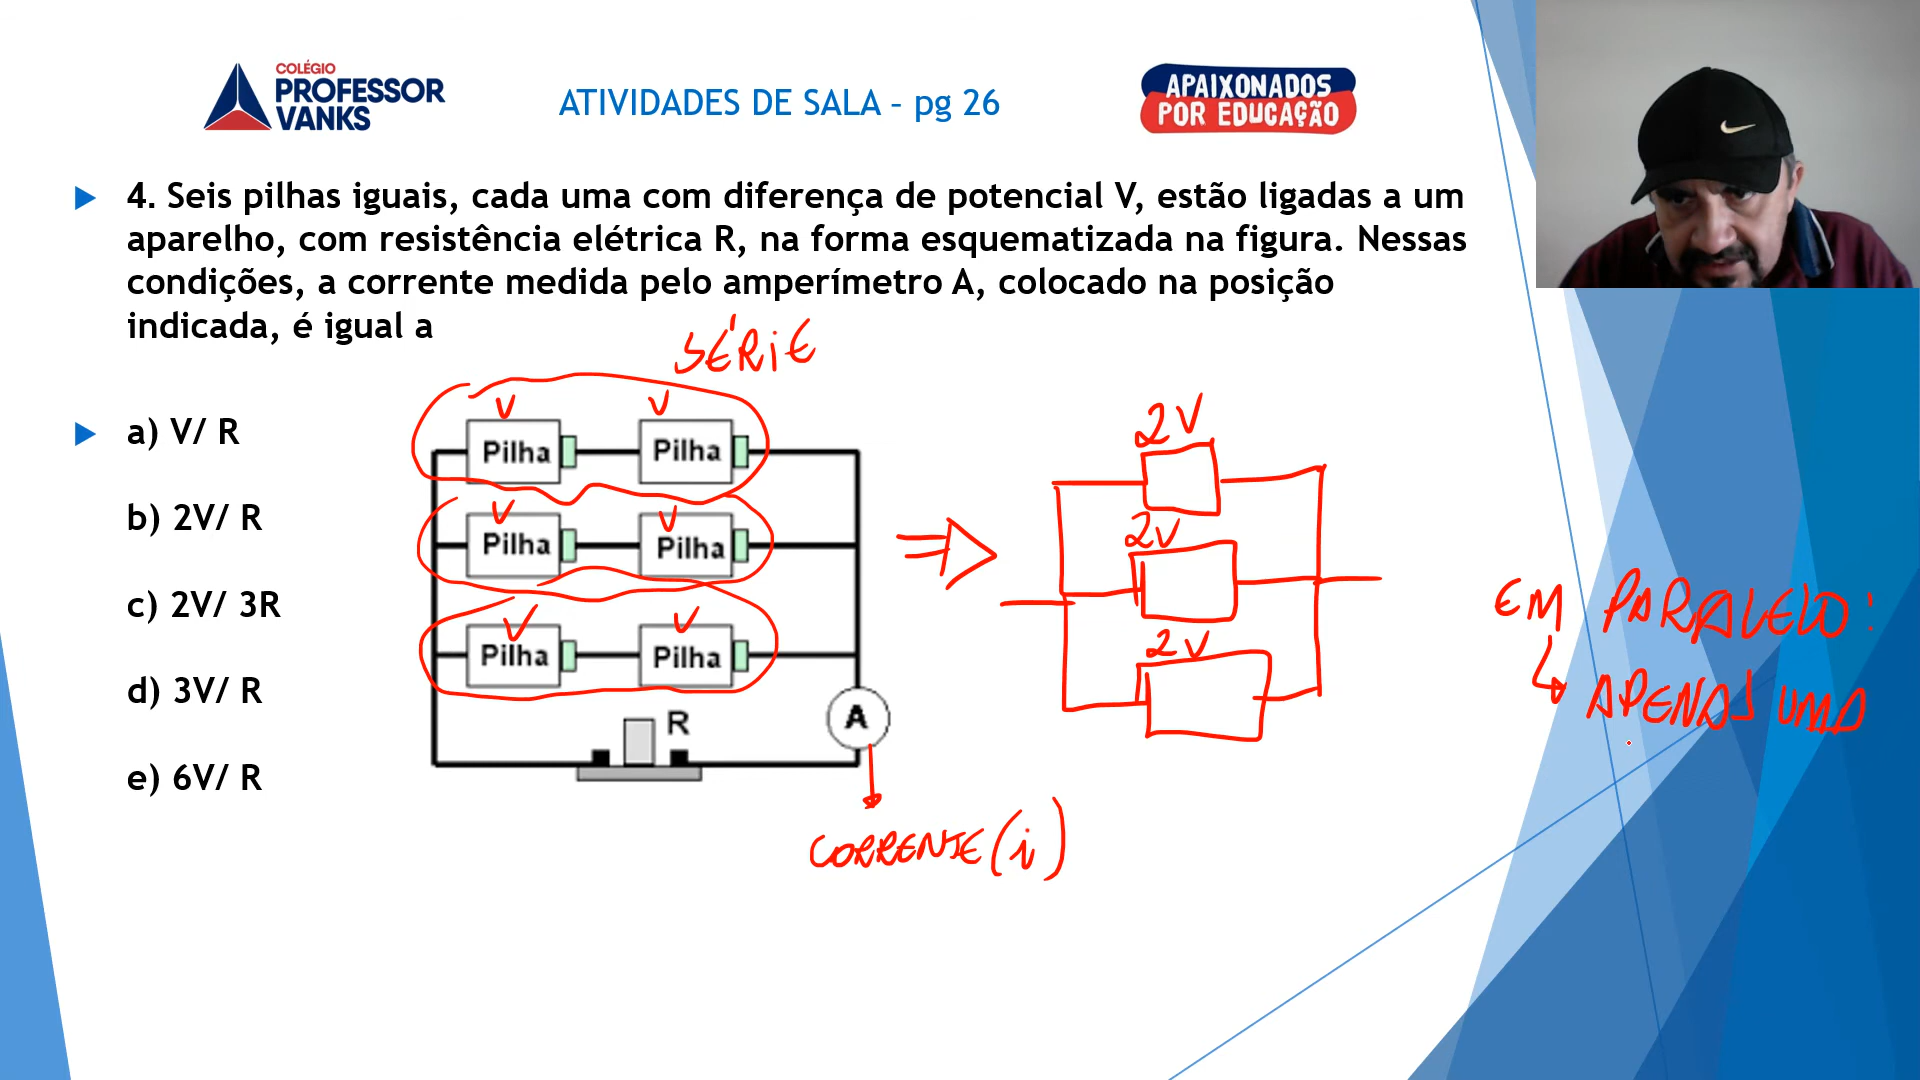 COLÉGIO
PROFESSOR
VANKS
ATIVIDADES DE SALA - pg 26
APAIXONADOS
POR EDUCAÇÃO
4. Seis pilhas iguais, cada uma com diferença de potencial V, estão ligadas a um
aparelho, com resistência elétrica R, na forma esquematizada na figura. Nessas
condições, a corrente medida pelo amperímetro A, colocado na posição
indicada, é igual a
SÉRIE
a) V/ R
b) 2V/ R
c) 2V/ 3R
d) 3V/ R
e) 6V/ R
V V
Pilha Pilha
V V
Pilha Pilha
V V
Pilha Pilha
R
A
CORRENTE (i)
2V
2V
2V
EM PARALELO:
APENAS UMA